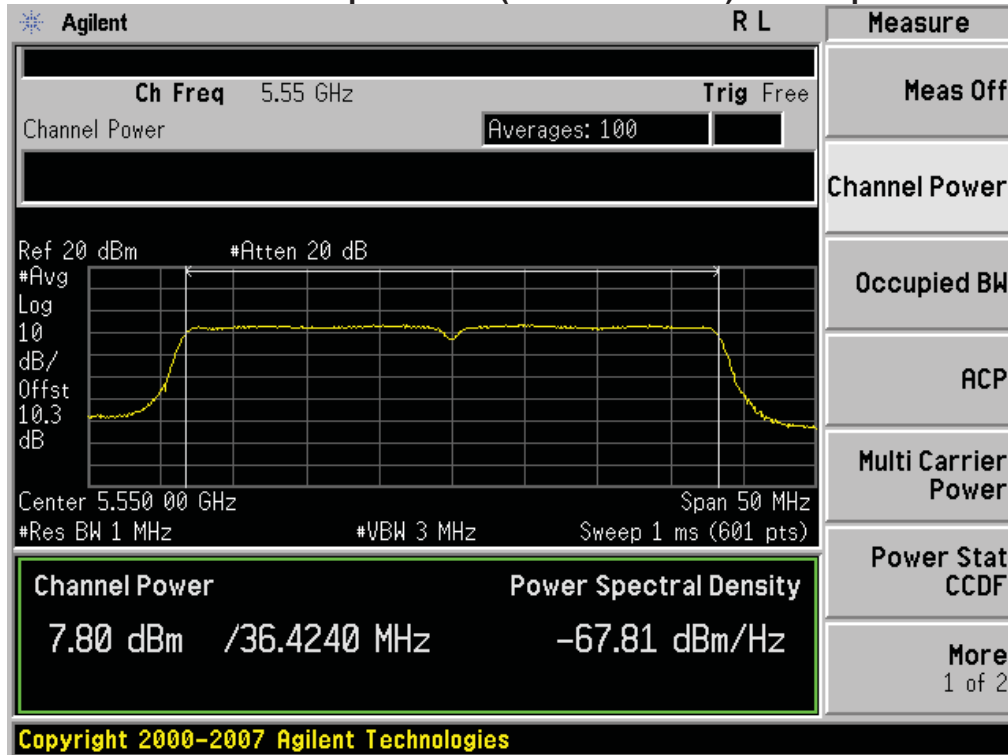 Agilent R L Measure
Ch Freq 5.55 GHz Trig Free
Meas Off
Channel Power Averages: 100
Channel Power
Ref 20 dBm #Atten 20 dB
#Avg
Log
10
dB/
Offst
10.3
dB
Occupied BW
ACP
Center 5.550 00 GHz Span 50 MHz
#Res BW 1 MHz #VBW 3 MHz Sweep 1 ms (601 pts)
Multi Carrier
Power
Channel Power Power Spectral Density
7.80 dBm /36.4240 MHz -67.81 dBm/Hz
Power Stat
CCDF
More
1 of 2
Copyright 2000-2007 Agilent Technologies